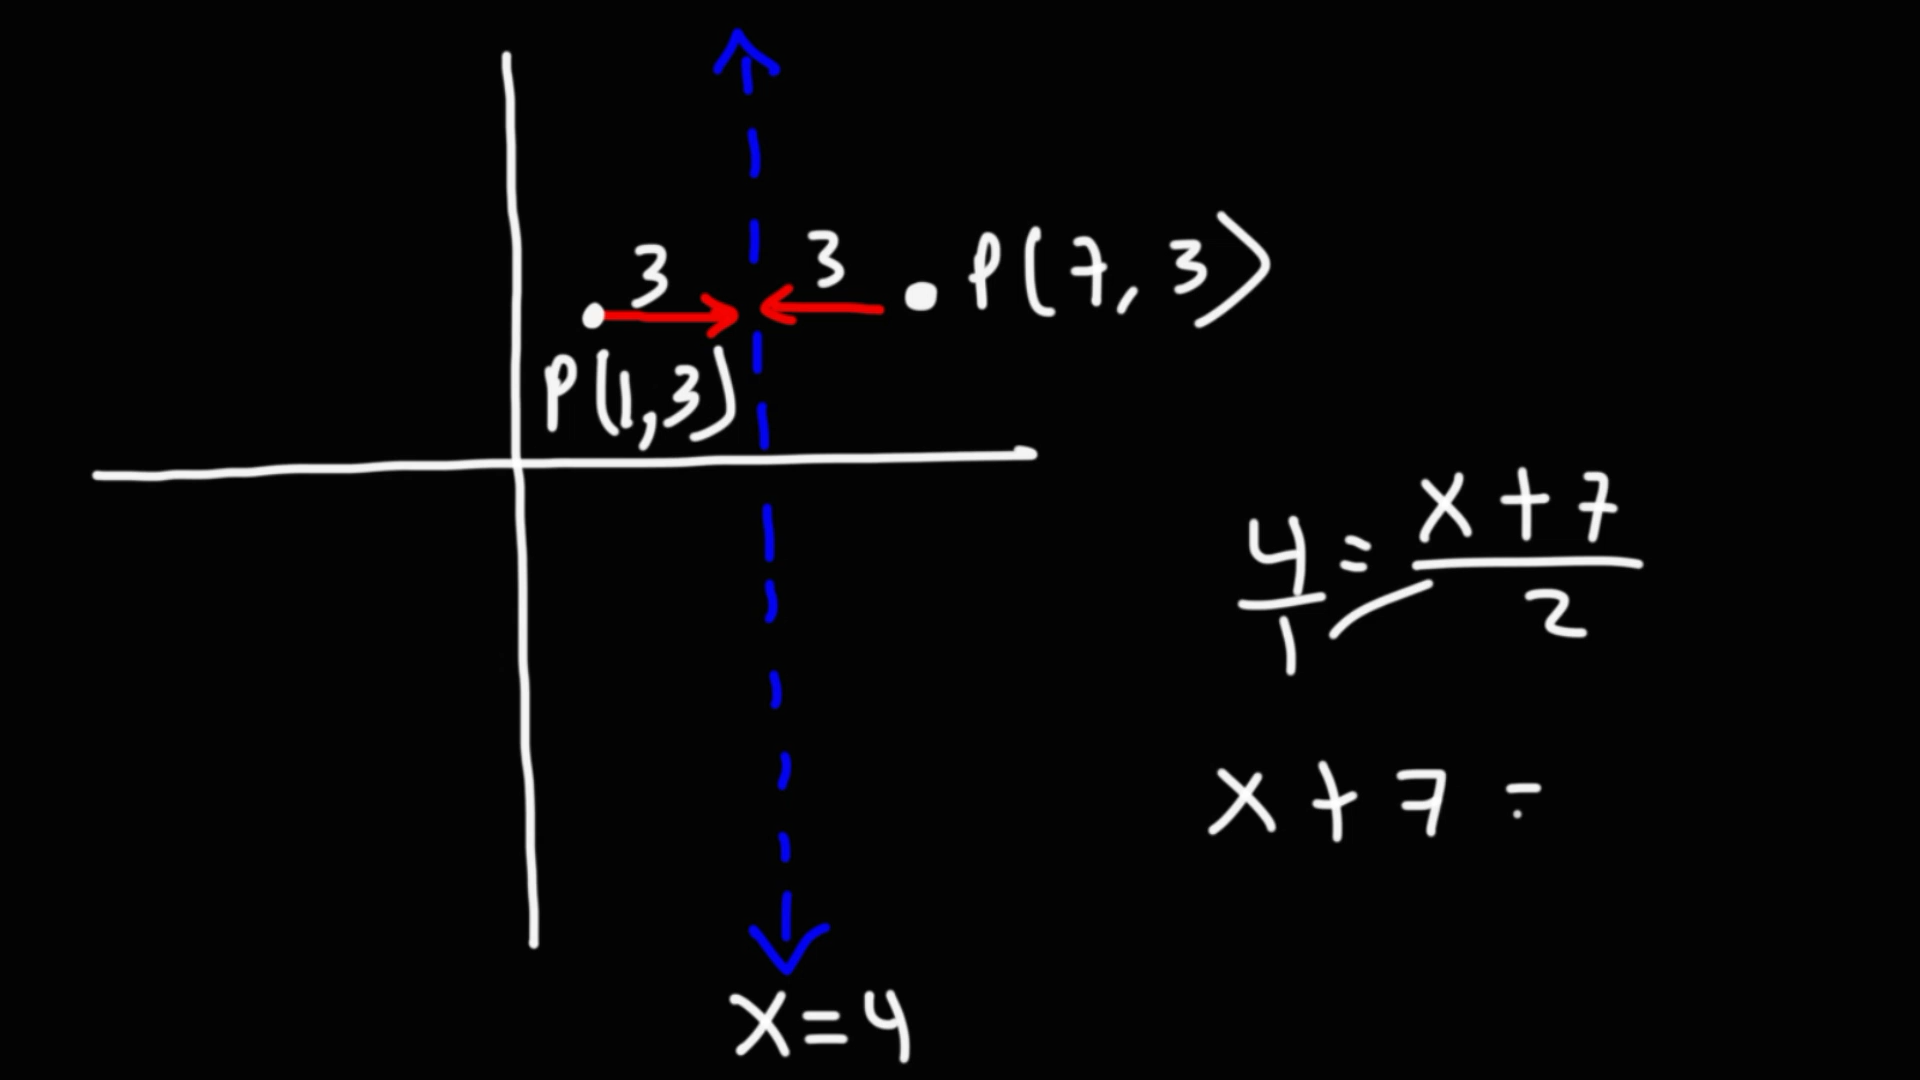 3 3 P(7, 3)
P(1,3)
4/1 = (x + 7)/2
x + 7 =
x = 4